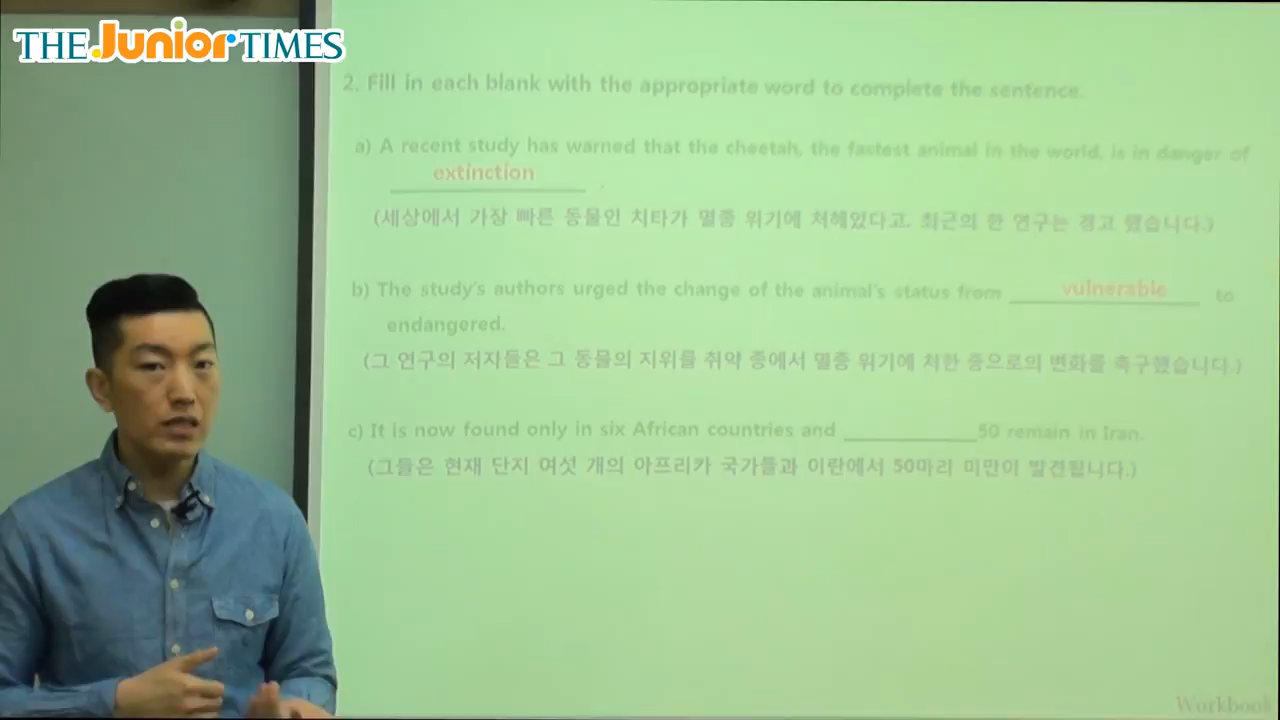 THE Junior TIMES
2. Fill in each blank with the appropriate word to complete the sentence.
a) A recent study has warned that the cheetah, the fastest animal in the world, is in danger of
extinction .
(세상에서 가장 빠른 동물인 치타가 멸종 위기에 처해있다고, 최근의 한 연구는 경고 했습니다.)
b) The study's authors urged the change of the animal's status from vulnerable to
endangered.
(그 연구의 저자들은 그 동물의 지위를 취약 종에서 멸종 위기에 처한 종으로의 변화를 촉구했습니다.)
c) It is now found only in six African countries and ____________50 remain in Iran.
(그들은 현재 단지 여섯 개의 아프리카 국가들과 이란에서 50마리 미만이 발견됩니다.)
Workbook